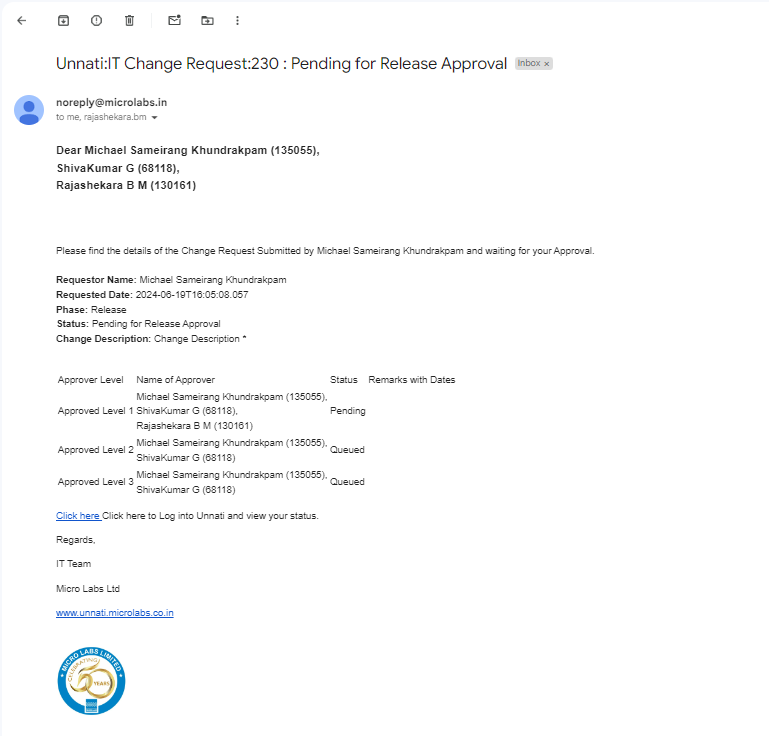 Unnati:IT Change Request:230 : Pending for Release Approval Inbox ×
noreply@microlabs.in
to me, rajashekara.bm
Dear Michael Sameirang Khundrakpam (135055),
ShivaKumar G (68118),
Rajashekara B M (130161)
Please find the details of the Change Request Submitted by Michael Sameirang Khundrakpam and waiting for your Approval.
Requestor Name: Michael Sameirang Khundrakpam
Requested Date: 2024-06-19T16:05:08.057
Phase: Release
Status: Pending for Release Approval
Change Description: Change Description *
Approver Level Name of Approver Status Remarks with Dates
Michael Sameirang Khundrakpam (135055),
Approved Level 1 ShivaKumar G (68118), Pending
Rajashekara B M (130161)
Michael Sameirang Khundrakpam (135055),
Approved Level 2 Queued
ShivaKumar G (68118)
Michael Sameirang Khundrakpam (135055),
Approved Level 3 Queued
ShivaKumar G (68118)
Click here Click here to Log into Unnati and view your status.
Regards,
IT Team
Micro Labs Ltd
www.unnati.microlabs.co.in
MICRO LABS LIMITED
CELEBRATING
50 YEARS